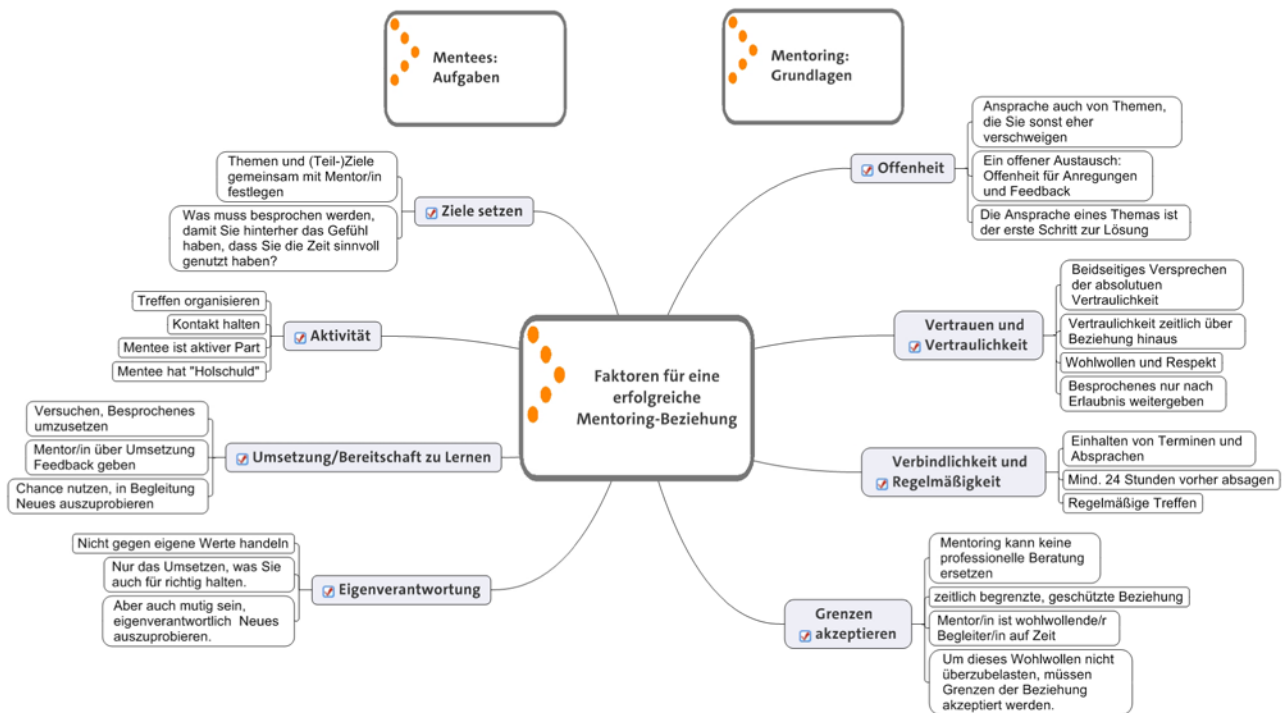 Mentees:
Aufgaben
Mentoring:
Grundlagen
Themen und (Teil-)Ziele
gemeinsam mit Mentor/in
festlegen
Was muss besprochen werden,
damit Sie hinterher das Gefühl
haben, dass Sie die Zeit sinnvoll
genutzt haben?
Ziele setzen
Treffen organisieren
Kontakt halten
Mentee ist aktiver Part
Mentee hat "Holschuld"
Aktivität
Versuchen, Besprochenes
umzusetzen
Mentor/in über Umsetzung
Feedback geben
Chance nutzen, in Begleitung
Neues auszuprobieren
Umsetzung/Bereitschaft zu Lernen
Nicht gegen eigene Werte handeln
Nur das Umsetzen, was Sie
auch für richtig halten.
Aber auch mutig sein,
eigenverantwortlich Neues
auszuprobieren.
Eigenverantwortung
Faktoren für eine
erfolgreiche
Mentoring-Beziehung
Offenheit
Ansprache auch von Themen,
die Sie sonst eher
verschweigen
Ein offener Austausch:
Offenheit für Anregungen
und Feedback
Die Ansprache eines Themas ist
der erste Schritt zur Lösung
Vertrauen und
Vertraulichkeit
Beidseitiges Versprechen
der absolutuen
Vertraulichkeit
Vertraulichkeit zeitlich über
Beziehung hinaus
Wohlwollen und Respekt
Besprochenes nur nach
Erlaubnis weitergeben
Verbindlichkeit und
Regelmäßigkeit
Einhalten von Terminen und
Absprachen
Mind. 24 Stunden vorher absagen
Regelmäßige Treffen
Grenzen
akzeptieren
Mentoring kann keine
professionelle Beratung
ersetzen
zeitlich begrenzte, geschützte Beziehung
Mentor/in ist wohlwollende/r
Begleiter/in auf Zeit
Um dieses Wohlwollen nicht
überzubelasten, müssen
Grenzen der Beziehung
akzeptiert werden.